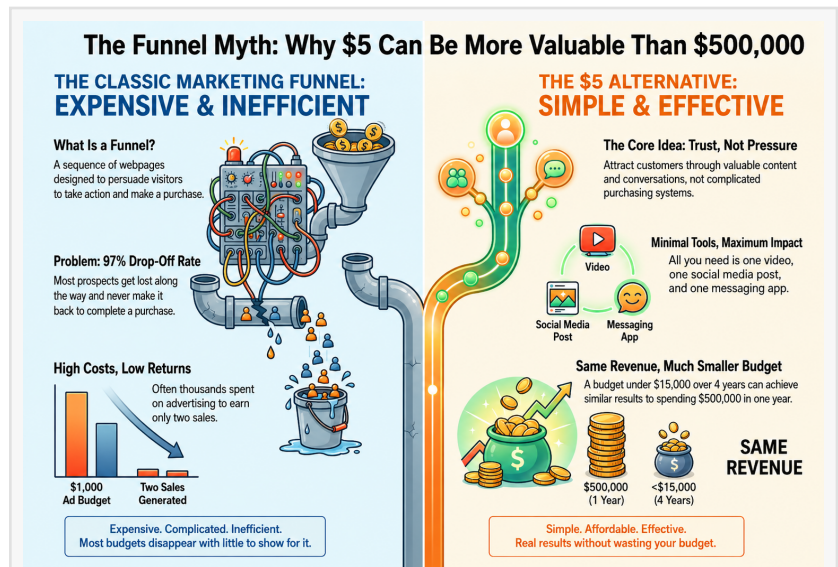 The Funnel Myth: Why $5 Can Be More Valuable Than $500,000
THE CLASSIC MARKETING FUNNEL:
EXPENSIVE & INEFFICIENT
What Is a Funnel?
A sequence of webpages
designed to persuade visitors
to take action and make a purchase.
Problem: 97% Drop-Off Rate
Most prospects get lost along
the way and never make it
back to complete a purchase.
High Costs, Low Returns
Often thousands spent
on advertising to earn
only two sales.
$1,000
Ad Budget
Two Sales
Generated
Expensive. Complicated. Inefficient.
Most budgets disappear with little to show for it.
THE $5 ALTERNATIVE:
SIMPLE & EFFECTIVE
The Core Idea: Trust, Not Pressure
Attract customers through valuable content
and conversations, not complicated
purchasing systems.
Minimal Tools, Maximum Impact
All you need is one video,
one social media post,
and one messaging app.
Video
Social Media
Post
Messaging
App
Same Revenue, Much Smaller Budget
A budget under $15,000 over 4 years can achieve
similar results to spending $500,000 in one year.
$
$500,000
(1 Year)
$
<$15,000
(4 Years)
SAME
REVENUE
Simple. Affordable. Effective.
Real results without wasting your budget.